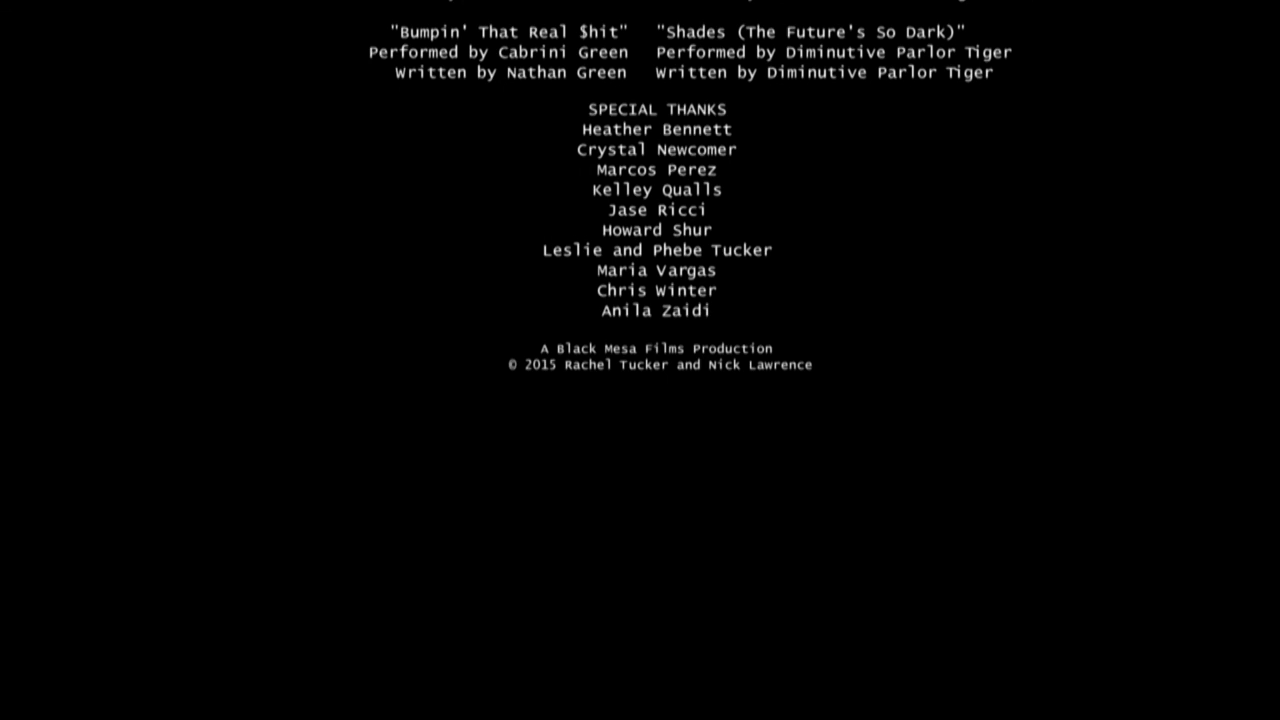 "Bumpin' That Real $hit" "Shades (The Future's So Dark)"
Performed by Cabrini Green Performed by Diminutive Parlor Tiger
Written by Nathan Green Written by Diminutive Parlor Tiger
SPECIAL THANKS
Heather Bennett
Crystal Newcomer
Marcos Perez
Kelley Qualls
Jase Ricci
Howard Shur
Leslie and Phebe Tucker
Maria Vargas
Chris Winter
Anila Zaidi
A Black Mesa Films Production
© 2015 Rachel Tucker and Nick Lawrence